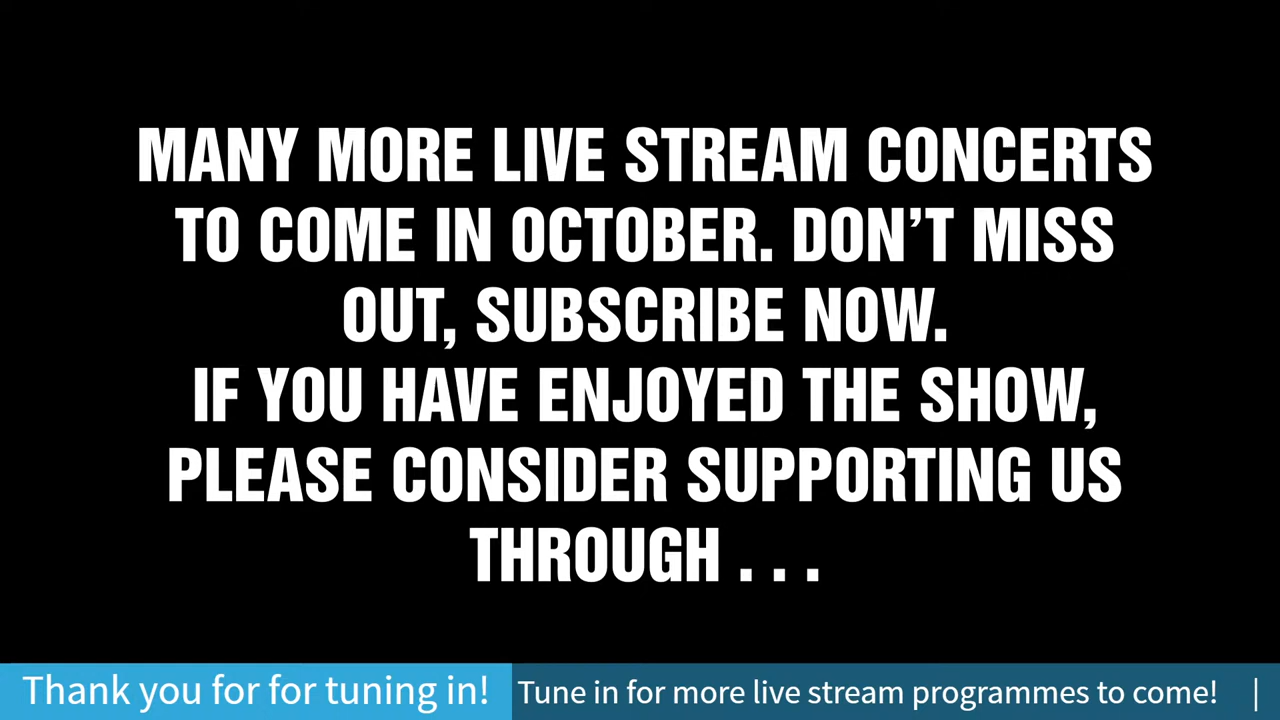 MANY MORE LIVE STREAM CONCERTS
TO COME IN OCTOBER. DON’T MISS
OUT, SUBSCRIBE NOW.
IF YOU HAVE ENJOYED THE SHOW,
PLEASE CONSIDER SUPPORTING US
THROUGH . . .
Thank you for for tuning in!
Tune in for more live stream programmes to come! |